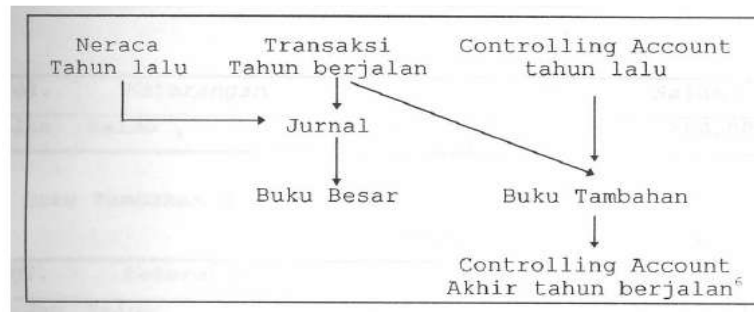 Neraca
Tahun lalu
Transaksi
Tahun berjalan
Controlling Account
tahun lalu
Jurnal
Buku Besar
Buku Tambahan
Controlling Account
Akhir tahun berjalan⁶